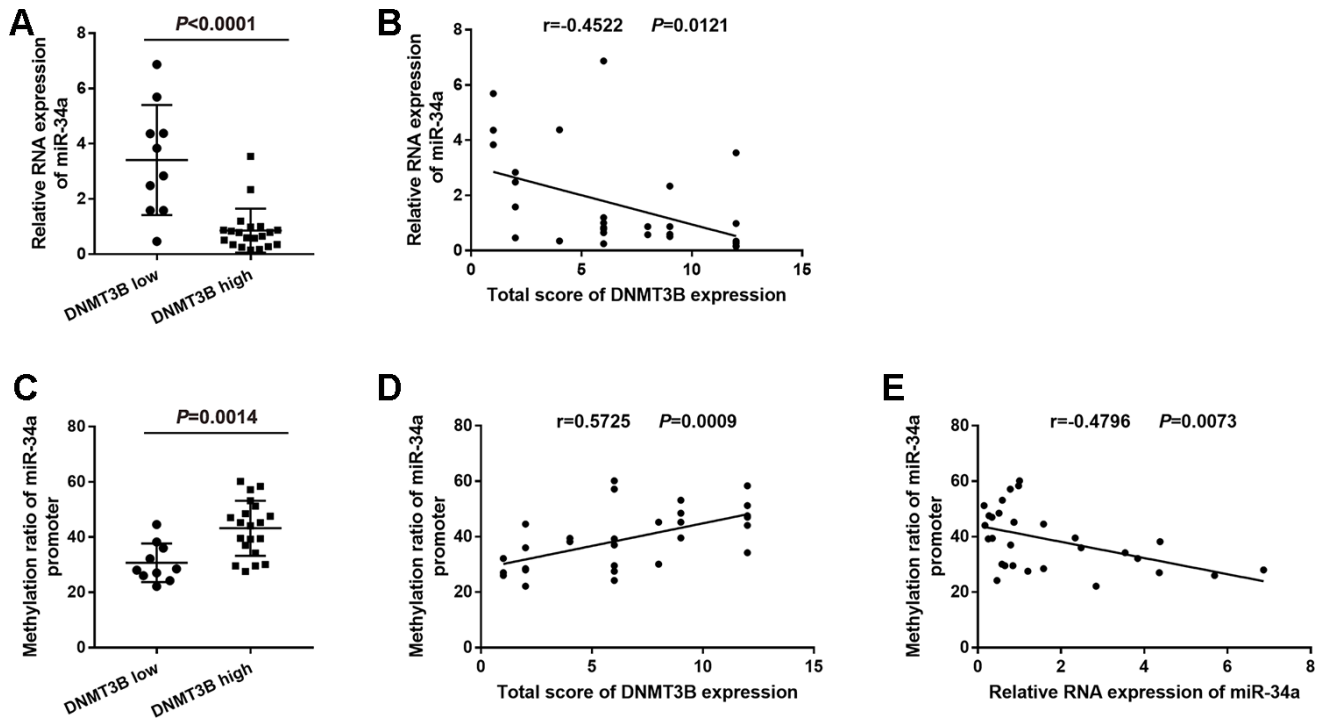 A
P<0.0001
Relative RNA expression
of miR-34a
8
6
4
2
0
DNMT3B low
DNMT3B high
B
r=-0.4522 P=0.0121
Relative RNA expression
of miR-34a
8
6
4
2
0
0 5 10 15
Total score of DNMT3B expression
C
P=0.0014
Methylation ratio of miR-34a
promoter
80
60
40
20
0
DNMT3B low
DNMT3B high
D
r=0.5725 P=0.0009
Methylation ratio of miR-34a
promoter
80
60
40
20
0
0 5 10 15
Total score of DNMT3B expression
E
r=-0.4796 P=0.0073
Methylation ratio of miR-34a
promoter
80
60
40
20
0
0 2 4 6 8
Relative RNA expression of miR-34a